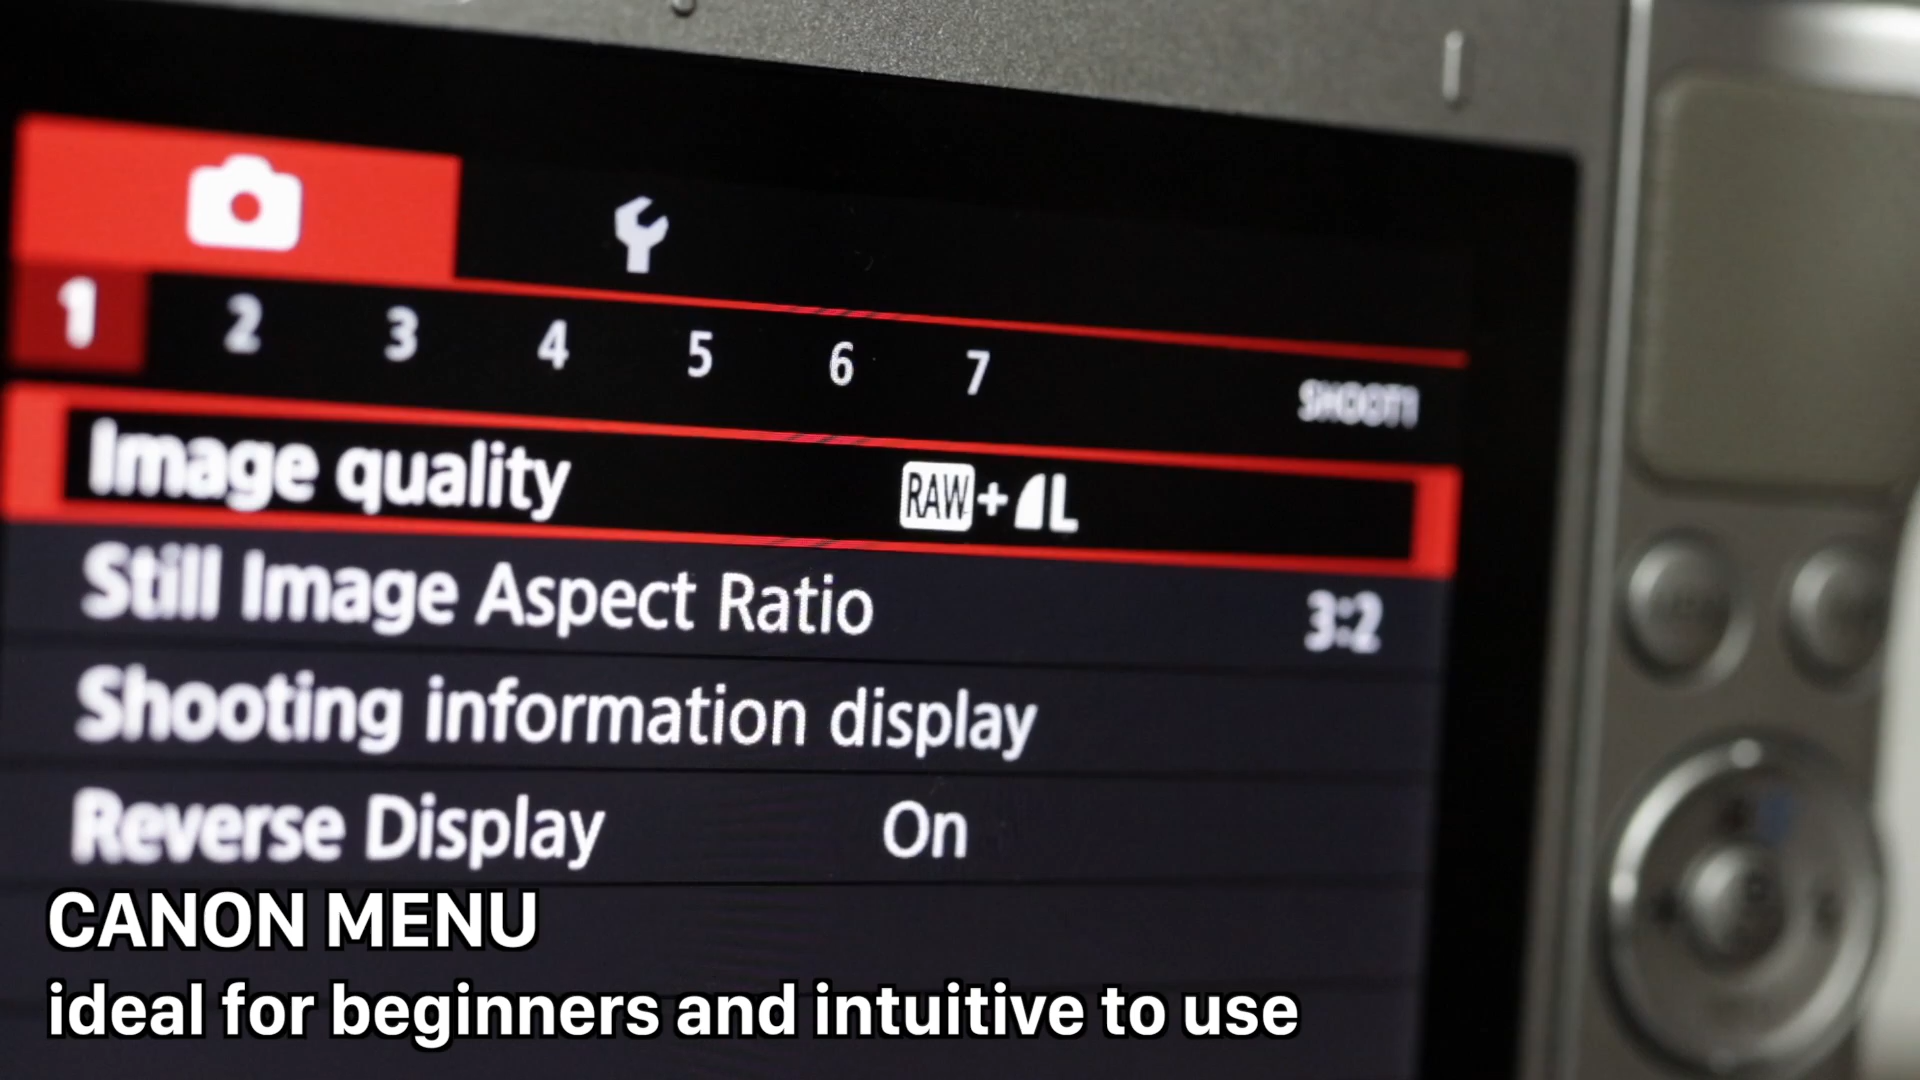 1 2 3 4 5 6 7 SHOOT1
Image quality RAW+L
Still Image Aspect Ratio 3:2
Shooting information display
Reverse Display On
CANON MENU
ideal for beginners and intuitive to use